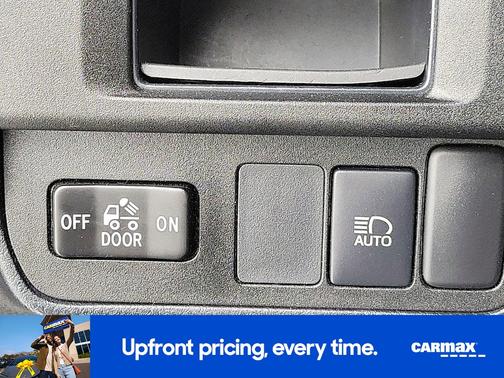 OFF DOOR ON
AUTO
Upfront pricing, every time.
CARMAX